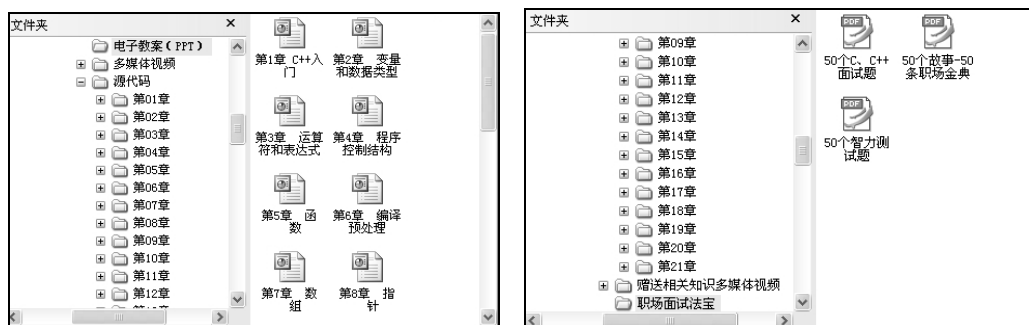 文件夹
×
电子教案(PPT)
多媒体视频
源代码
第01章
第02章
第03章
第04章
第05章
第06章
第07章
第08章
第09章
第10章
第11章
第12章
第1章 C++入
门
第2章 变量
和数据类型
第3章 运算
符和表达式
第4章 程序
控制结构
第5章 函
数
第6章 编译
预处理
第7章 数
组
第8章 指
针
文件夹
×
第09章
第10章
第11章
第12章
第13章
第14章
第15章
第16章
第17章
第18章
第19章
第20章
第21章
赠送相关知识多媒体视频
职场面试法宝
PDF
50个C、C++
面试题
PDF
50个故事-50
条职场金典
PDF
50个智力测
试题